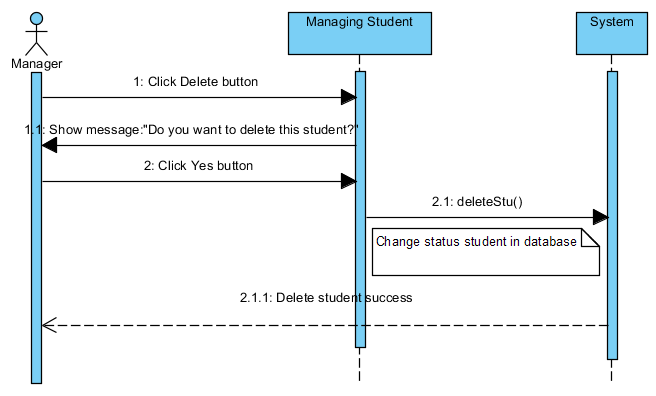 Managing Student
System
Manager
1: Click Delete button
1.1: Show message:"Do you want to delete this student?"
2: Click Yes button
2.1: deleteStu()
Change status student in database
2.1.1: Delete student success